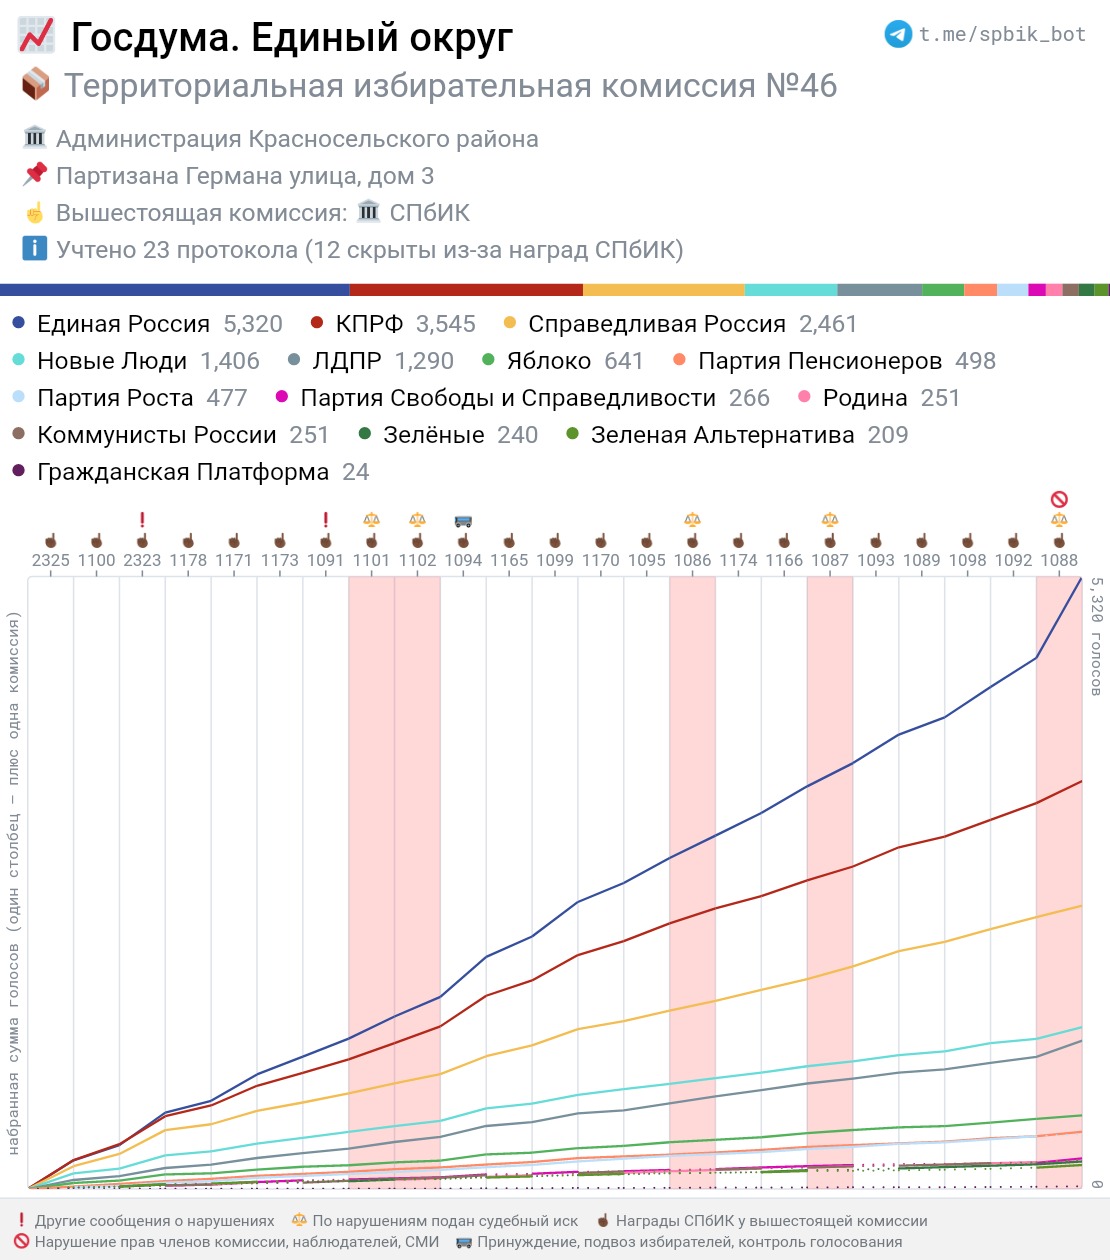 Госдума. Единый округ
t.me/spbik_bot
Территориальная избирательная комиссия №46
Администрация Красносельского района
Партизана Германа улица, дом 3
Вышестоящая комиссия: СПбИК
Учтено 23 протокола (12 скрыты из-за наград СПбИК)
Единая Россия 5,320 КПРФ 3,545 Справедливая Россия 2,461
Новые Люди 1,406 ЛДПР 1,290 Яблоко 641 Партия Пенсионеров 498
Партия Роста 477 Партия Свободы и Справедливости 266 Родина 251
Коммунисты России 251 Зелёные 240 Зеленая Альтернатива 209
Гражданская Платформа 24
2325 1100 2323 1178 1171 1173 1091 1101 1102 1094 1165 1099 1170 1095 1086 1174 1166 1087 1093 1089 1098 1092 1088
набранная сумма голосов (один столбец — плюс одна комиссия)
5,320 голосов
0
Другие сообщения о нарушениях По нарушениям подан судебный иск Награды СПбИК у вышестоящей комиссии
Нарушение прав членов комиссии, наблюдателей, СМИ Принуждение, подвоз избирателей, контроль голосования